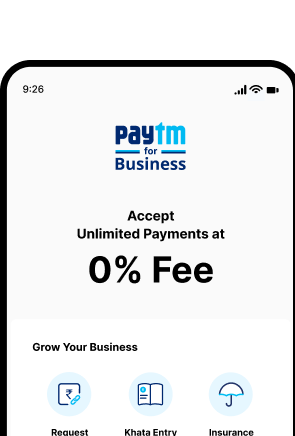 9:26
paytm
for
Business
Accept
Unlimited Payments at
0% Fee
Grow Your Business
₹
Request Khata Entry Insurance